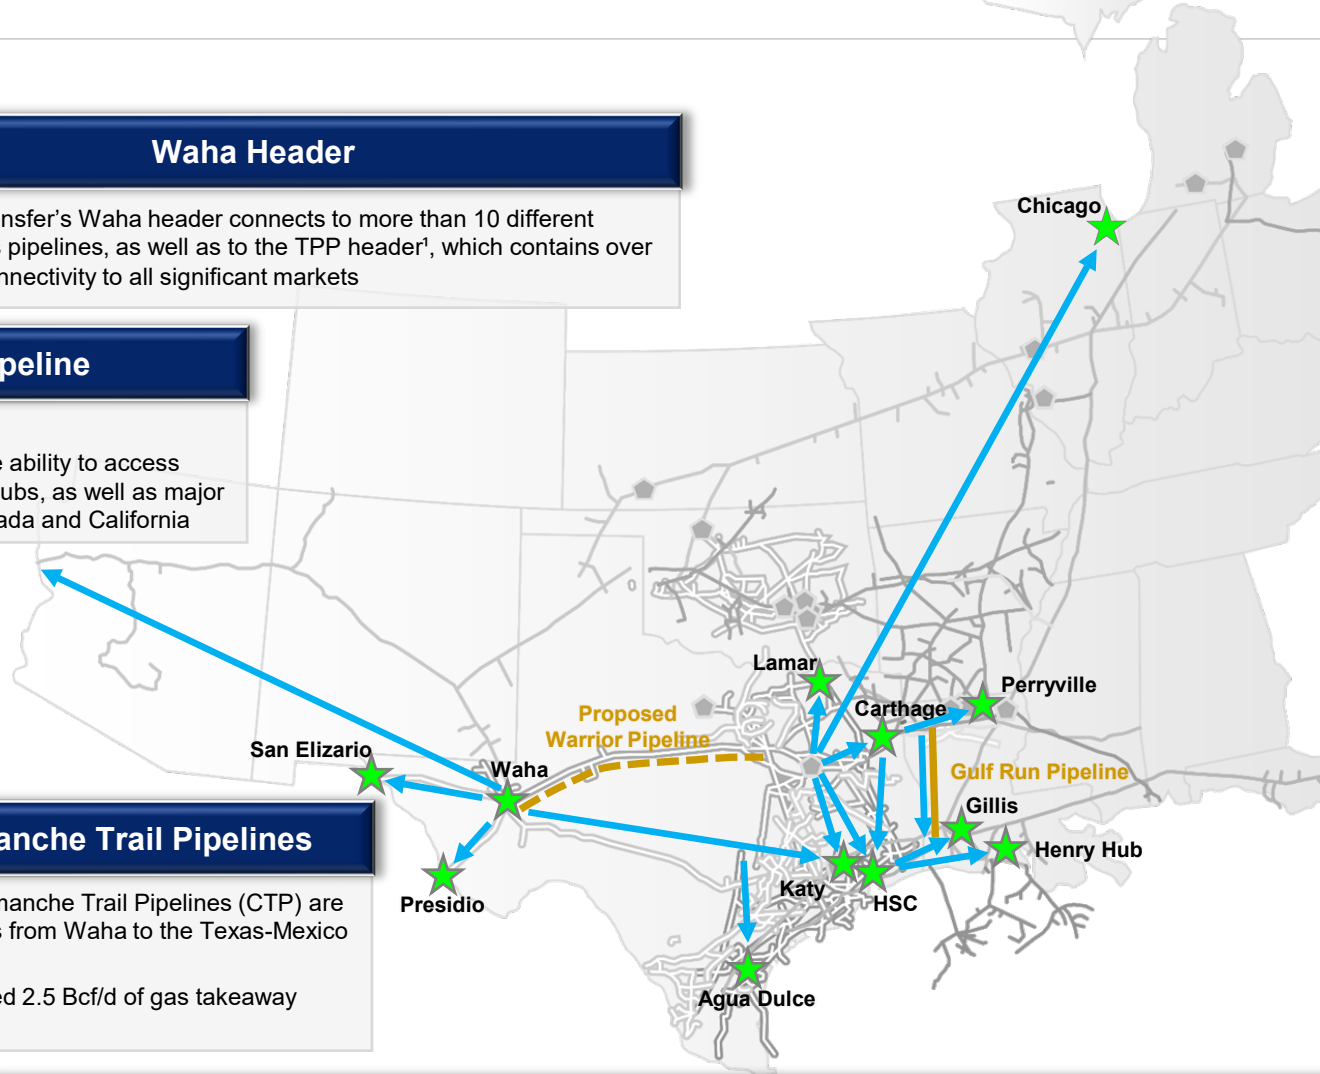 Waha Header
nsfer's Waha header connects to more than 10 different
s pipelines, as well as to the TPP header¹, which contains over
nnectivity to all significant markets
peline
e ability to access
ubs, as well as major
ada and California
anche Trail Pipelines
manche Trail Pipelines (CTP) are
s from Waha to the Texas-Mexico
ed 2.5 Bcf/d of gas takeaway
Chicago
Lamar
Perryville
Carthage
Proposed
Warrior Pipeline
San Elizario
Waha
Gulf Run Pipeline
Gillis
Henry Hub
Katy
HSC
Presidio
Agua Dulce